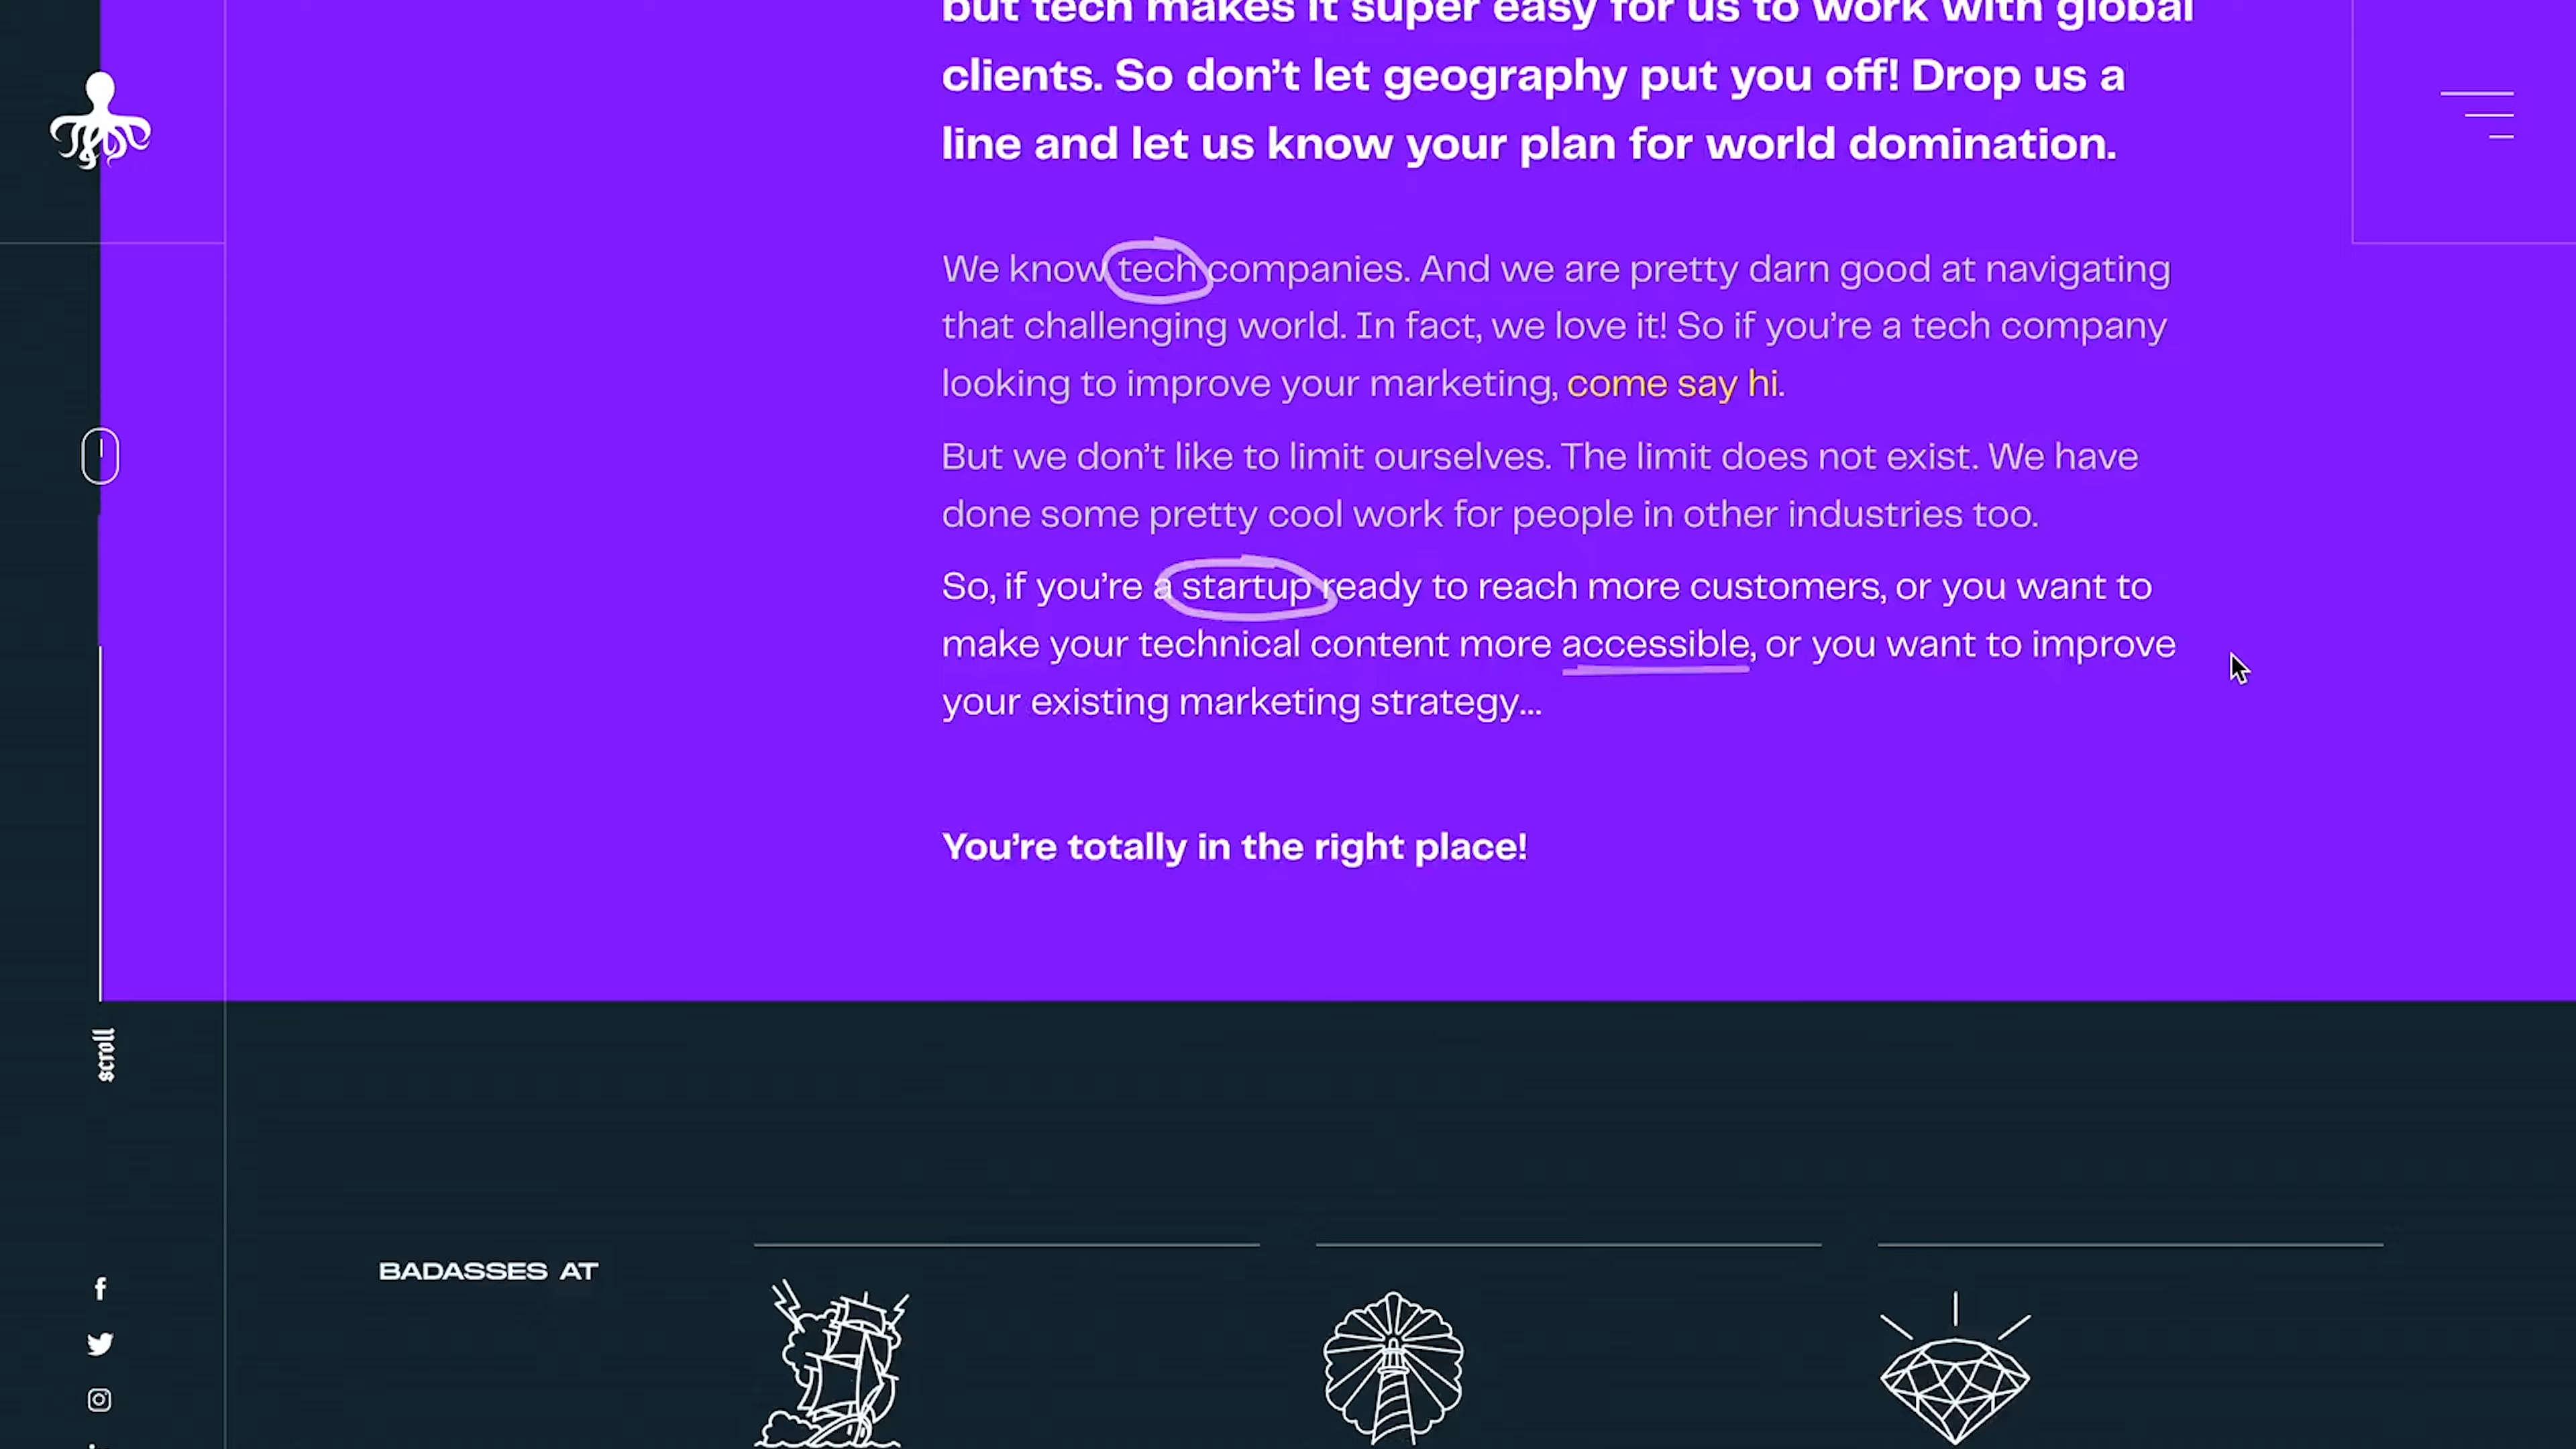 but tech makes it super easy for us to work with global
clients. So don’t let geography put you off! Drop us a
line and let us know your plan for world domination.
We know tech companies. And we are pretty darn good at navigating
that challenging world. In fact, we love it! So if you’re a tech company
looking to improve your marketing, come say hi.
But we don’t like to limit ourselves. The limit does not exist. We have
done some pretty cool work for people in other industries too.
So, if you’re a startup ready to reach more customers, or you want to
make your technical content more accessible, or you want to improve
your existing marketing strategy...
You’re totally in the right place!
scroll
BADASSES AT